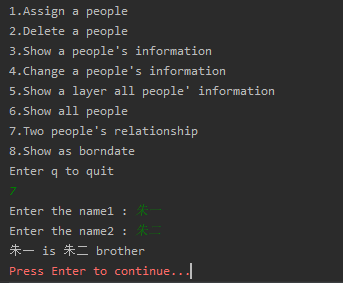 1.Assign a people
2.Delete a people
3.Show a people's information
4.Change a people's information
5.Show a layer all people' information
6.Show all people
7.Two people's relationship
8.Show as borndate
Enter q to quit
7
Enter the name1 : 朱一
Enter the name2 : 朱二
朱一 is 朱二 brother
Press Enter to continue...